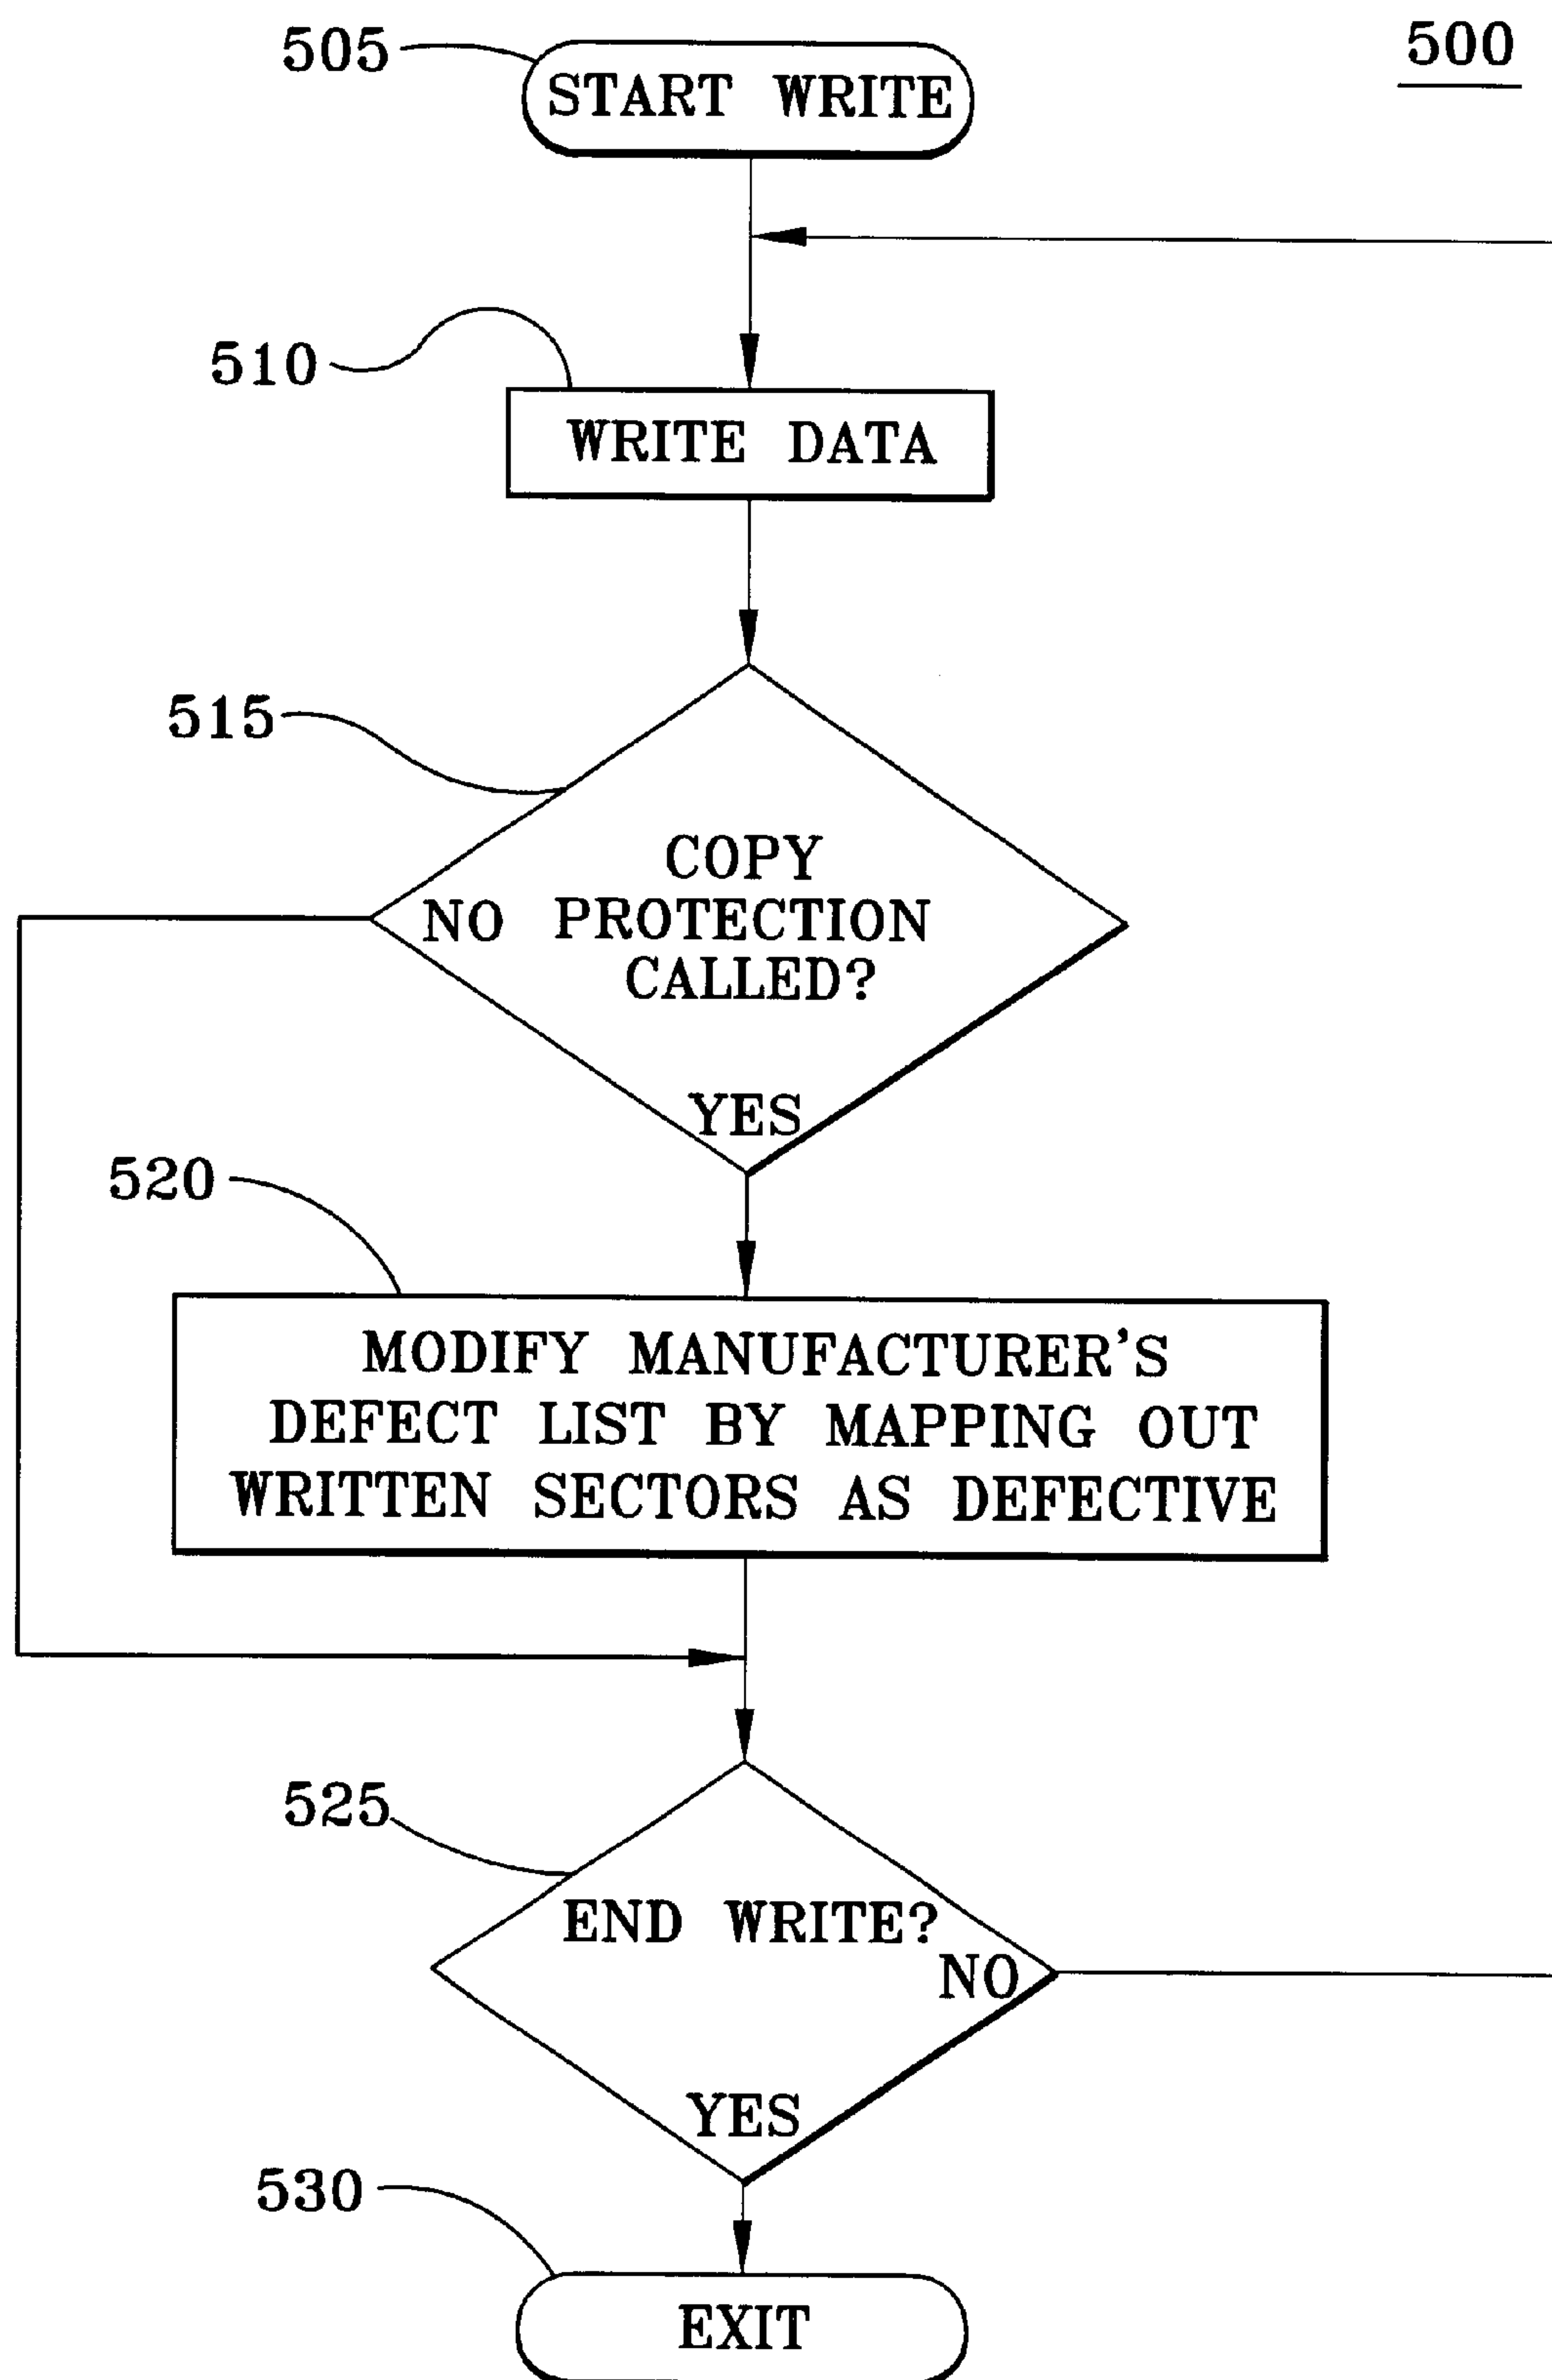 505
START WRITE
500
510
WRITE DATA
515
COPY
NO PROTECTION
CALLED?
YES
520
MODIFY MANUFACTURER'S
DEFECT LIST BY MAPPING OUT
WRITTEN SECTORS AS DEFECTIVE
525
END WRITE?
NO
YES
530
EXIT